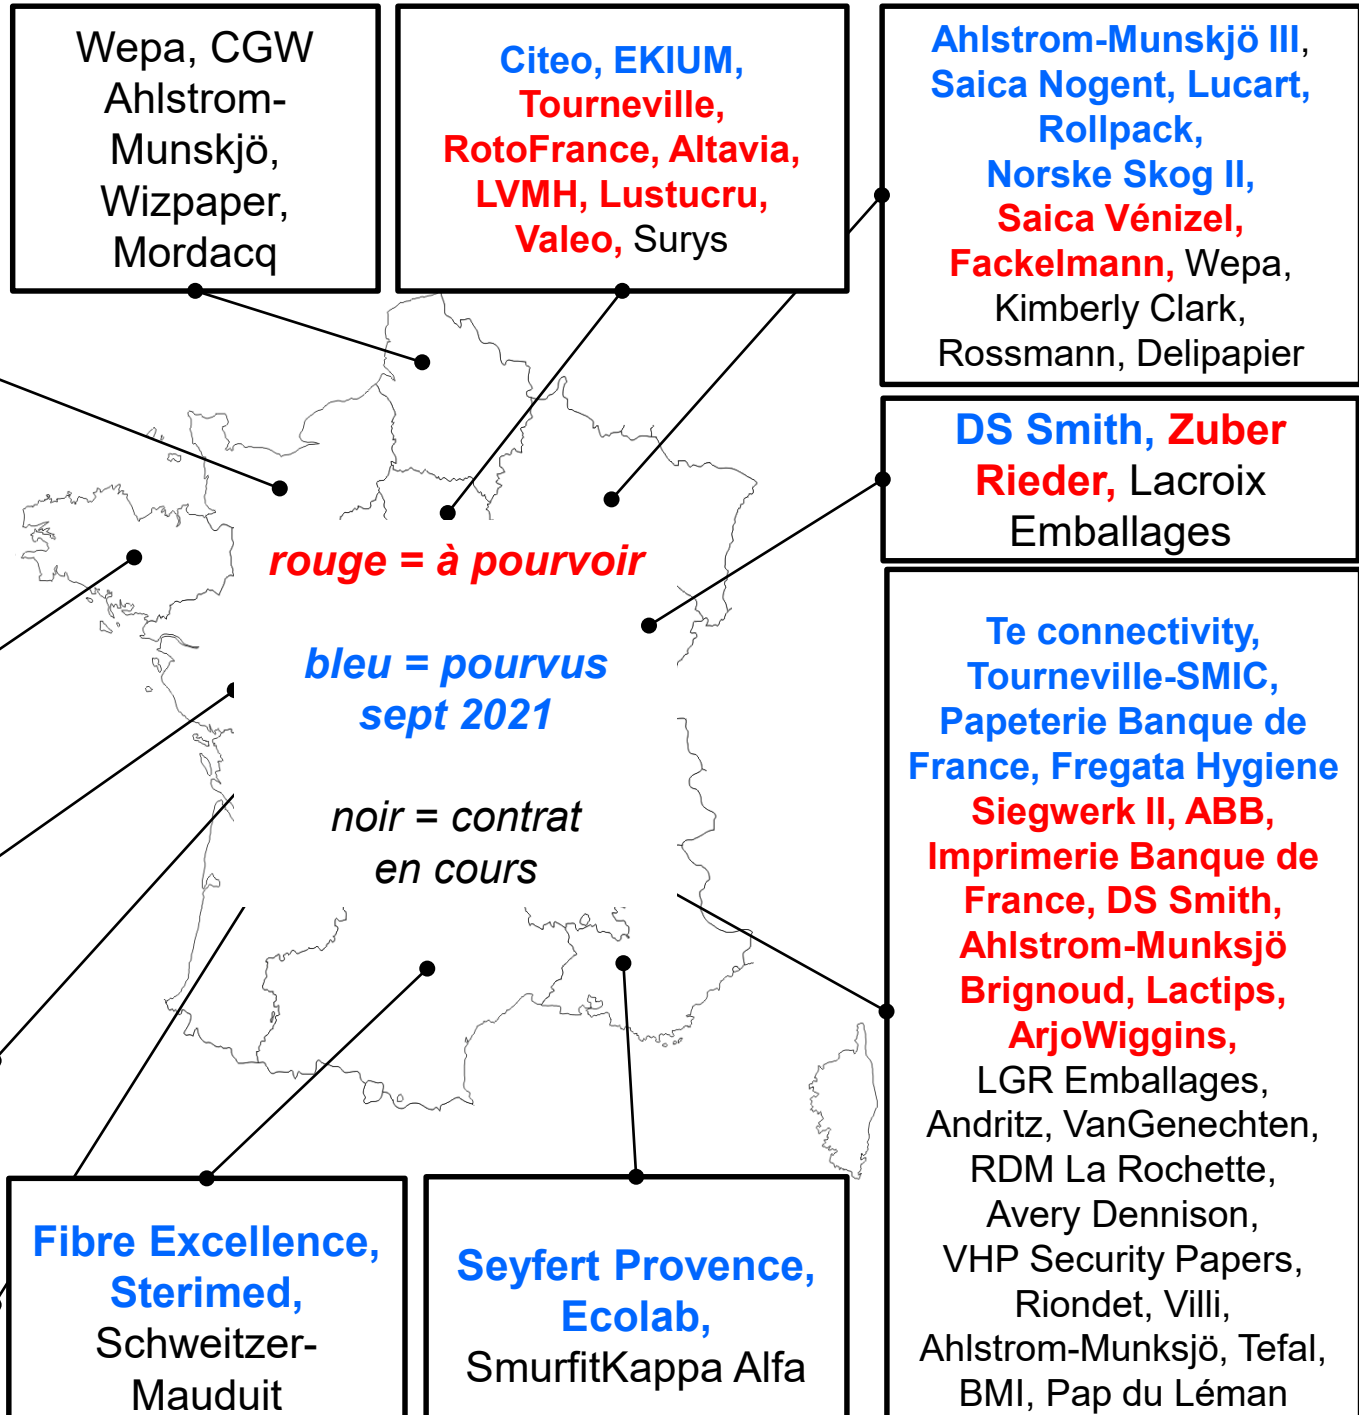 Wepa, CGW
Ahlstrom-
Munskjö,
Wizpaper,
Mordacq
Citeo, EKIUM,
Tourneville,
RotoFrance, Altavia,
LVMH, Lustucru,
Valeo, Surys
Ahlstrom-Munskjö III,
Saica Nogent, Lucart,
Rollpack,
Norske Skog II,
Saica Vénizel,
Fackelmann, Wepa,
Kimberly Clark,
Rossmann, Delipapier
DS Smith, Zuber
Rieder, Lacroix
Emballages
rouge = à pourvoir
bleu = pourvus
sept 2021
noir = contrat
en cours
Te connectivity,
Tourneville-SMIC,
Papeterie Banque de
France, Fregata Hygiene
Siegwerk II, ABB,
Imprimerie Banque de
France, DS Smith,
Ahlstrom-Munksjö
Brignoud, Lactips,
ArjoWiggins,
LGR Emballages,
Andritz, VanGenechten,
RDM La Rochette,
Avery Dennison,
VHP Security Papers,
Riondet, Villi,
Ahlstrom-Munksjö, Tefal,
BMI, Pap du Léman
Fibre Excellence,
Sterimed,
Schweitzer-
Mauduit
Seyfert Provence,
Ecolab,
SmurfitKappa Alfa